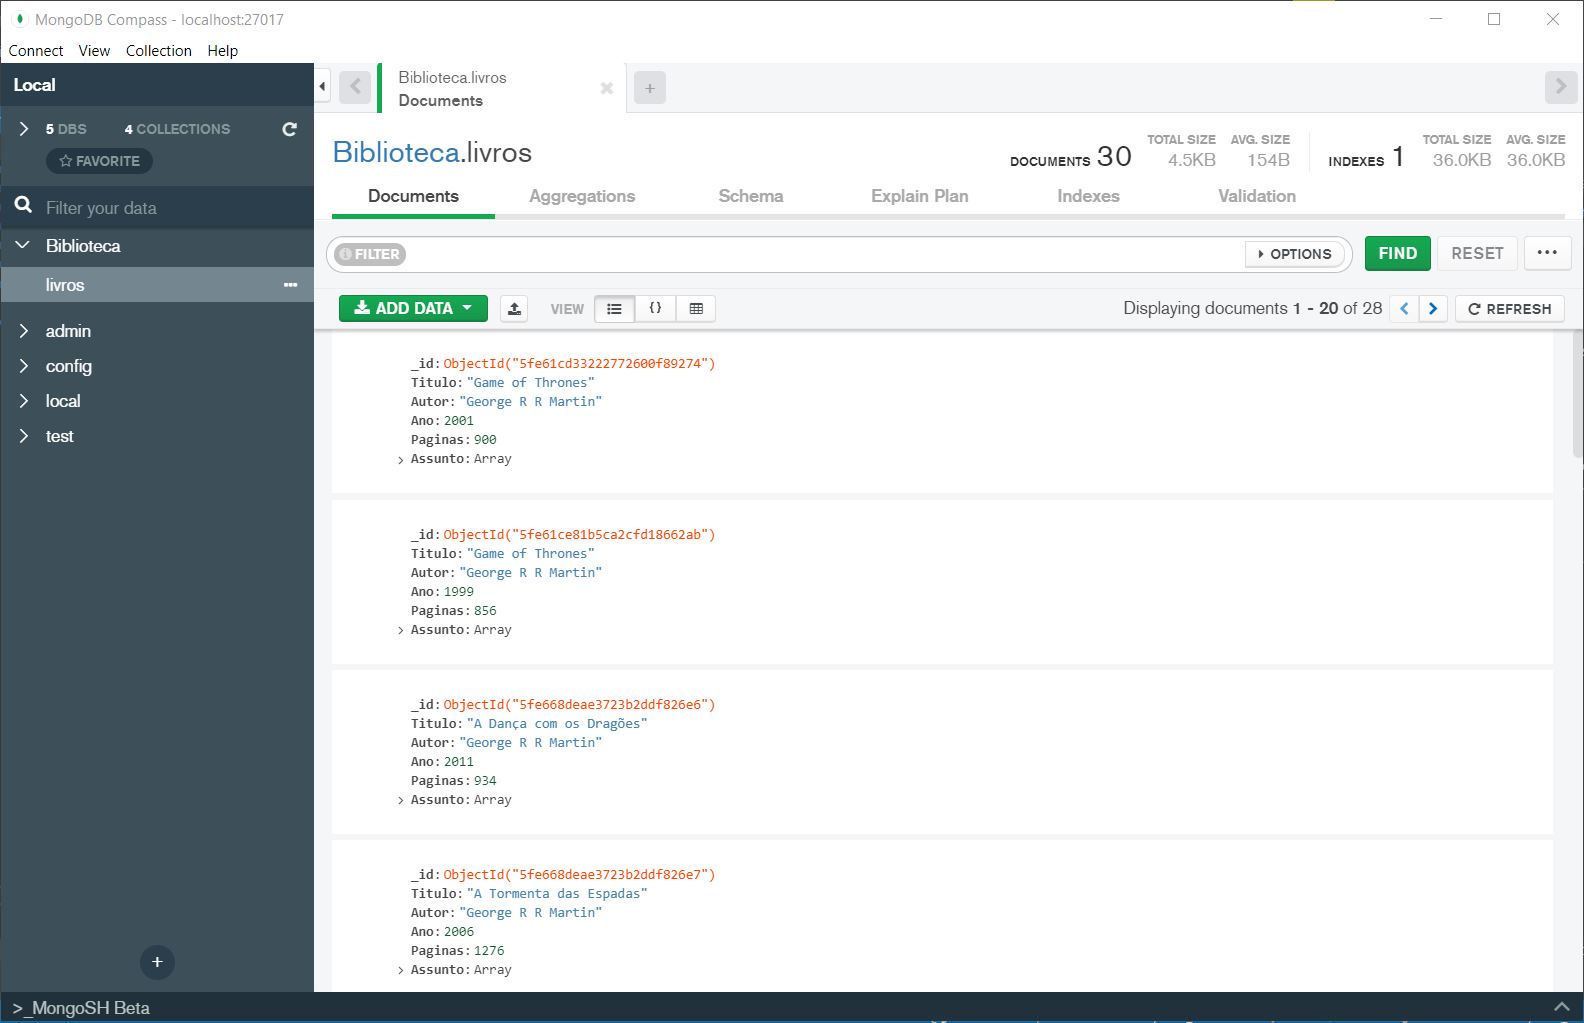 MongoDB Compass - localhost:27017
Connect View Collection Help
Local
5 DBS 4 COLLECTIONS
FAVORITE
Filter your data
Biblioteca
livros
admin
config
local
test
>_MongoSH Beta
Biblioteca.livros
Documents
Biblioteca.livros
DOCUMENTS 30 TOTAL SIZE 4.5KB AVG. SIZE 154B INDEXES 1 TOTAL SIZE 36.0KB AVG. SIZE 36.0KB
Documents Aggregations Schema Explain Plan Indexes Validation
FILTER OPTIONS FIND RESET ...
ADD DATA VIEW {} Displaying documents 1 - 20 of 28 < > REFRESH
_id: ObjectId("5fe61cd33222772600f89274")
Titulo: "Game of Thrones"
Autor: "George R R Martin"
Ano: 2001
Paginas: 900
> Assunto: Array
_id: ObjectId("5fe61ce81b5ca2cfd18662ab")
Titulo: "Game of Thrones"
Autor: "George R R Martin"
Ano: 1999
Paginas: 856
> Assunto: Array
_id: ObjectId("5fe668deae3723b2ddf826e6")
Titulo: "A Dança com os Dragões"
Autor: "George R R Martin"
Ano: 2011
Paginas: 934
> Assunto: Array
_id: ObjectId("5fe668deae3723b2ddf826e7")
Titulo: "A Tormenta das Espadas"
Autor: "George R R Martin"
Ano: 2006
Paginas: 1276
> Assunto: Array